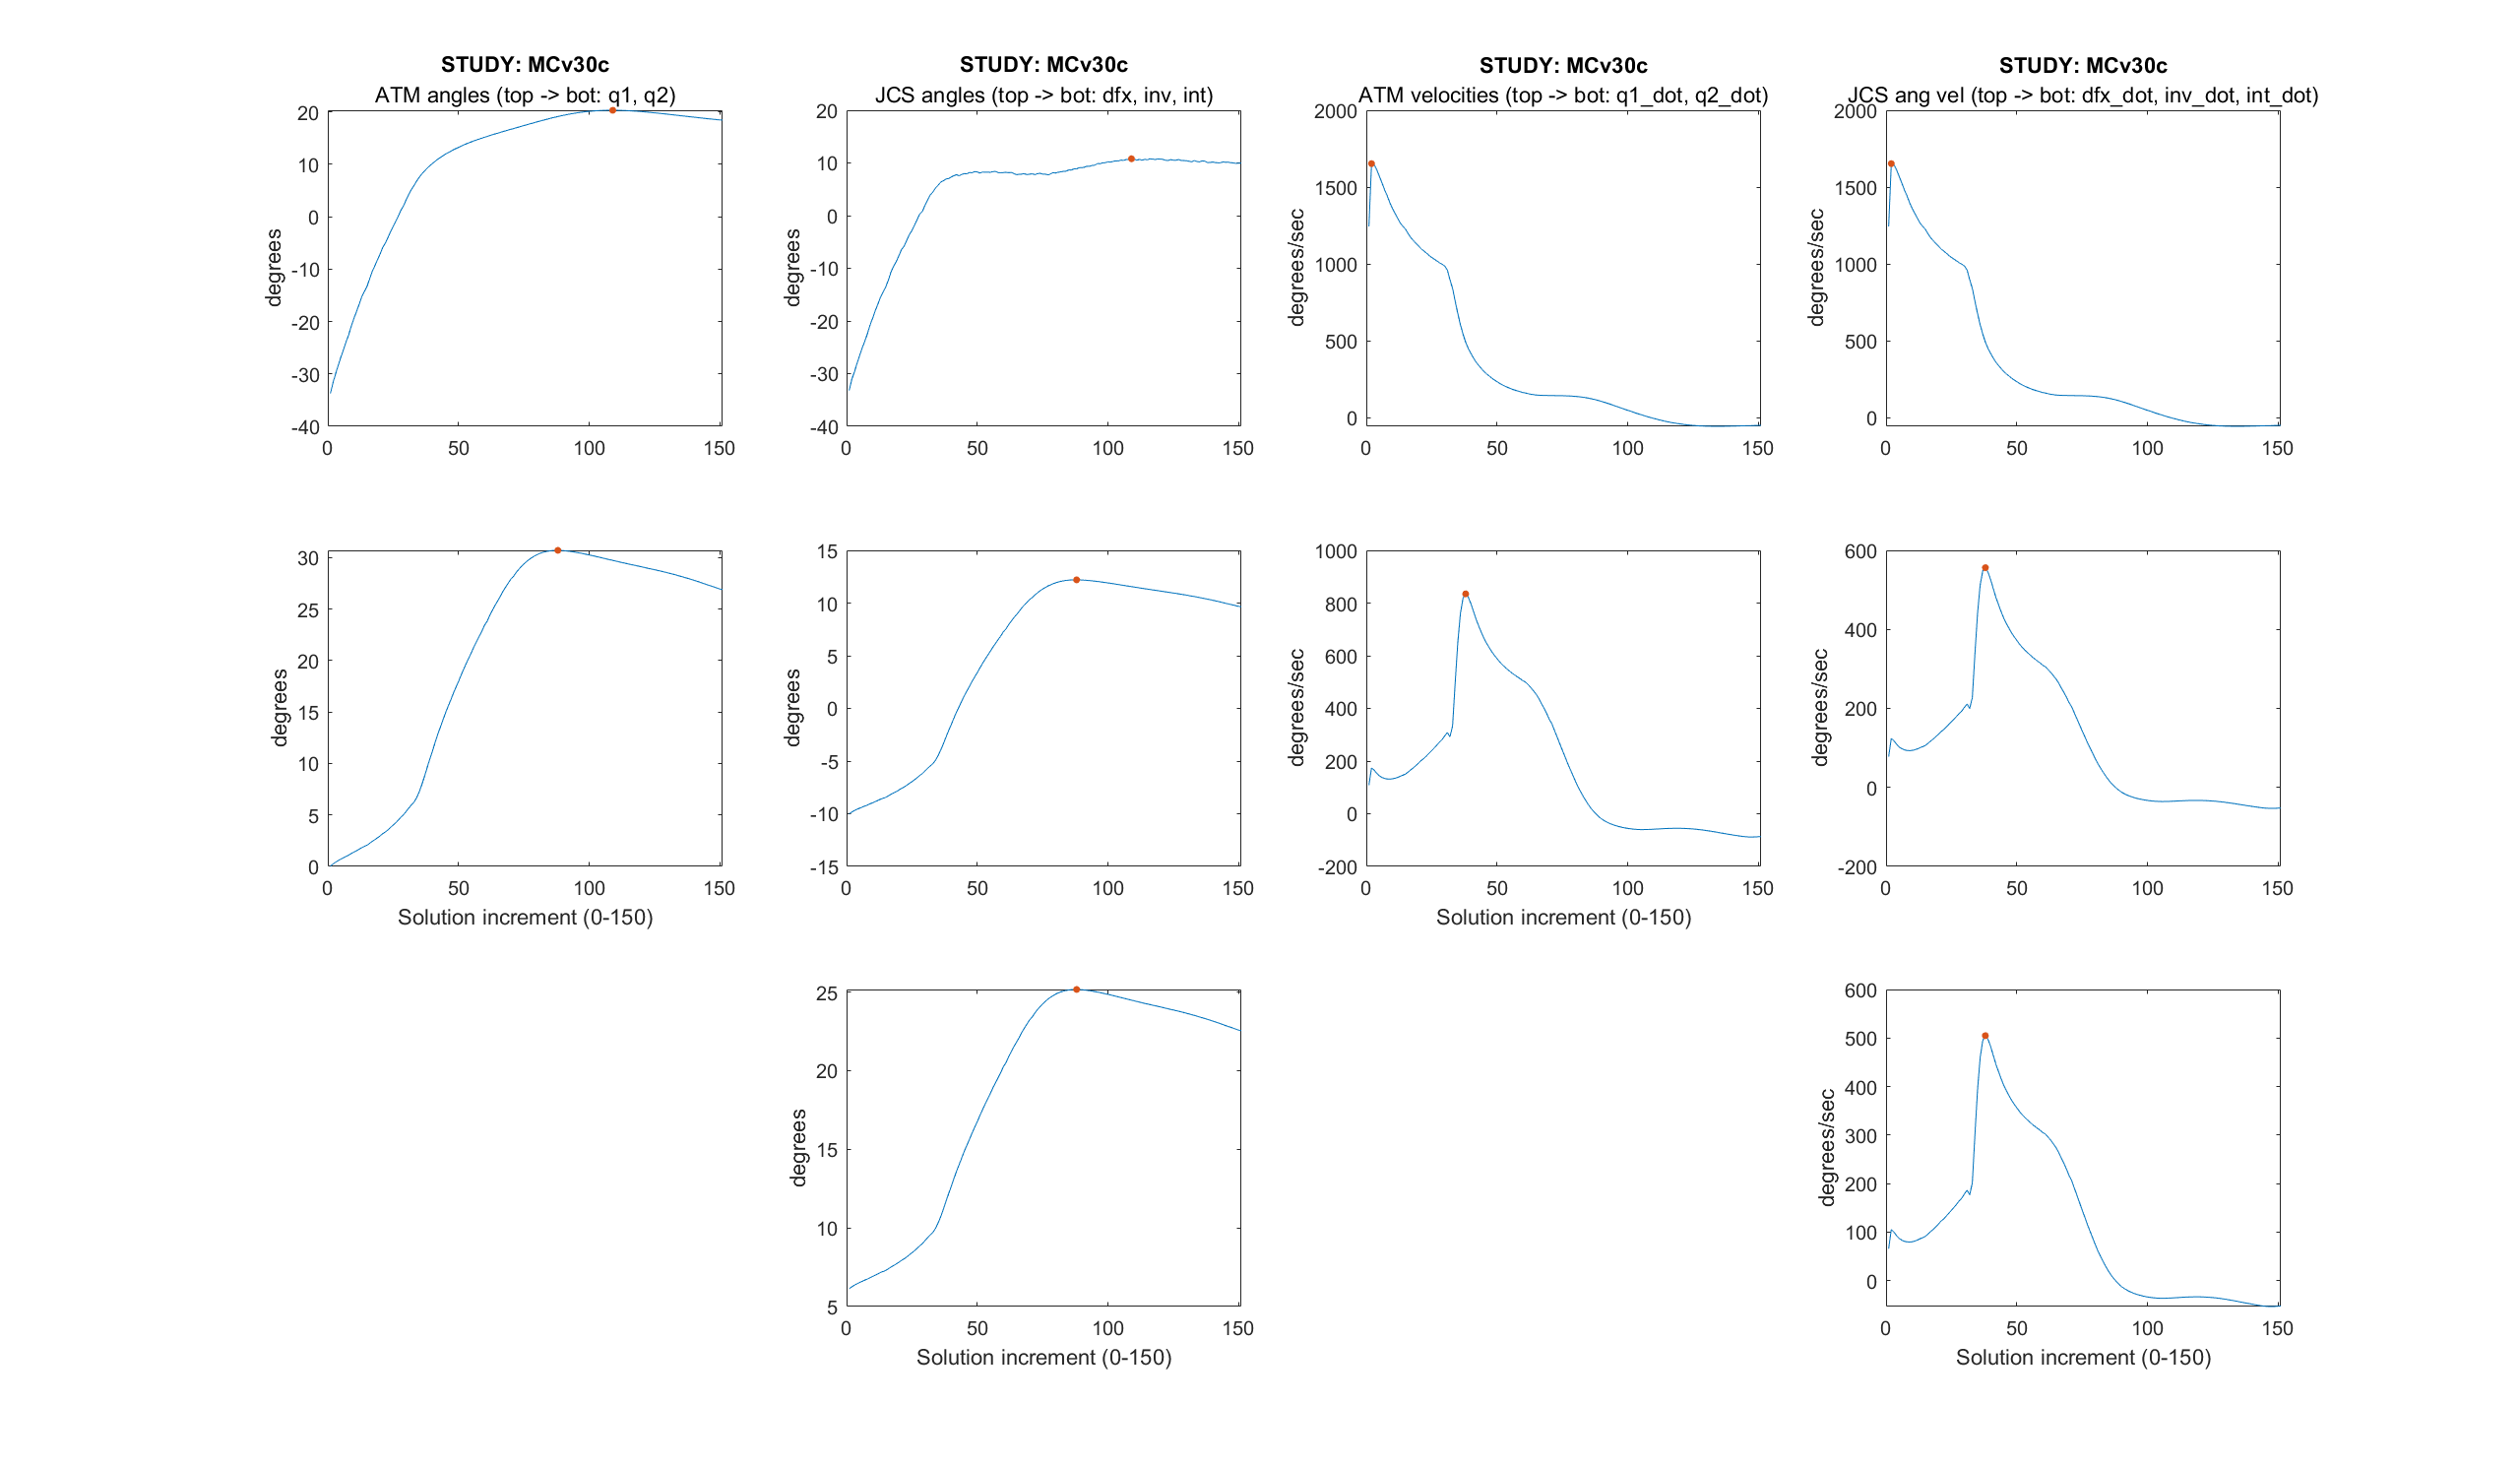 STUDY: MCv30c
ATM angles (top -> bot: q1, q2)
20
10
0
-10
-20
-30
-40
degrees
0 50 100 150
STUDY: MCv30c
JCS angles (top -> bot: dfx, inv, int)
20
10
0
-10
-20
-30
-40
degrees
0 50 100 150
STUDY: MCv30c
ATM velocities (top -> bot: q1_dot, q2_dot)
2000
1500
1000
500
0
degrees/sec
0 50 100 150
STUDY: MCv30c
JCS ang vel (top -> bot: dfx_dot, inv_dot, int_dot)
2000
1500
1000
500
0
degrees/sec
0 50 100 150
30
25
20
15
10
5
0
degrees
0 50 100 150
Solution increment (0-150)
15
10
5
0
-5
-10
-15
degrees
0 50 100 150
1000
800
600
400
200
0
-200
degrees/sec
0 50 100 150
Solution increment (0-150)
600
400
200
0
-200
degrees/sec
0 50 100 150
25
20
15
10
5
degrees
0 50 100 150
Solution increment (0-150)
600
500
400
300
200
100
0
degrees/sec
0 50 100 150
Solution increment (0-150)